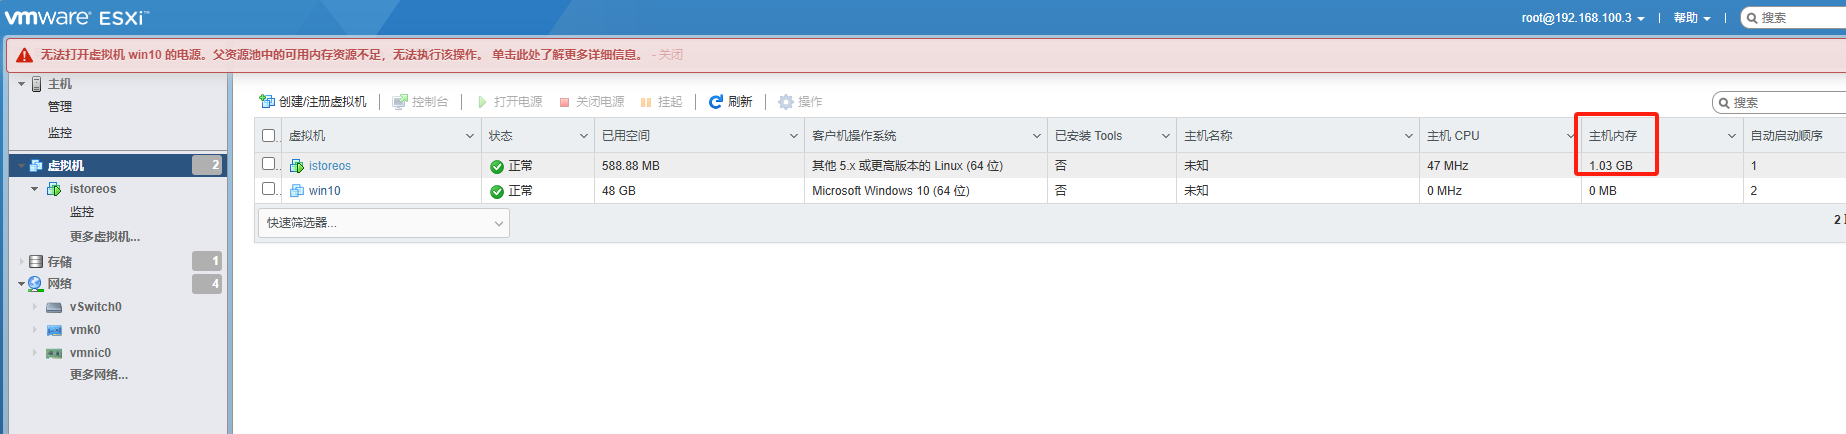 vmware ESXi™
root@192.168.100.3
帮助
搜索
无法打开虚拟机 win10 的电源。父资源池中的可用内存资源不足，无法执行该操作。 单击此处了解更多详细信息。 - 关闭
主机
管理
监控
虚拟机 2
istoreos
监控
更多虚拟机...
存储 1
网络 4
vSwitch0
vmk0
vmnic0
更多网络...
创建/注册虚拟机
控制台
打开电源
关闭电源
挂起
刷新
操作
搜索
虚拟机 状态 已用空间 客户机操作系统 已安装 Tools 主机名称 主机 CPU 主机内存 自动启动顺序
istoreos 正常 588.88 MB 其他 5.x 或更高版本的 Linux (64 位) 否 未知 47 MHz 1.03 GB 1
win10 正常 48 GB Microsoft Windows 10 (64 位) 否 未知 0 MHz 0 MB 2
快速筛选器...
2